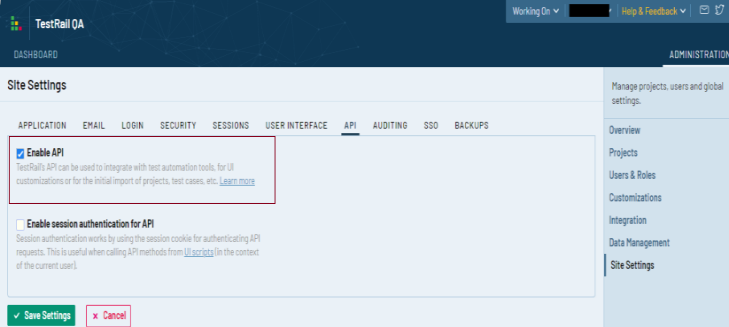 TestRail QA
Working On
Help & Feedback
DASHBOARD
ADMINISTRATION
Site Settings
APPLICATION EMAIL LOGIN SECURITY SESSIONS USER INTERFACE API AUDITING SSO BACKUPS
Enable API
TestRail's API can be used to integrate with test automation tools, for UI
customizations or for the initial import of projects, test cases, etc. Learn more
Enable session authentication for API
Session authentication works by using the session cookie for authenticating API
requests. This is useful when calling API methods from UI scripts (in the context
of the current user).
Save Settings
Cancel
Manage projects, users and global
settings.
Overview
Projects
Users & Roles
Customizations
Integration
Data Management
Site Settings